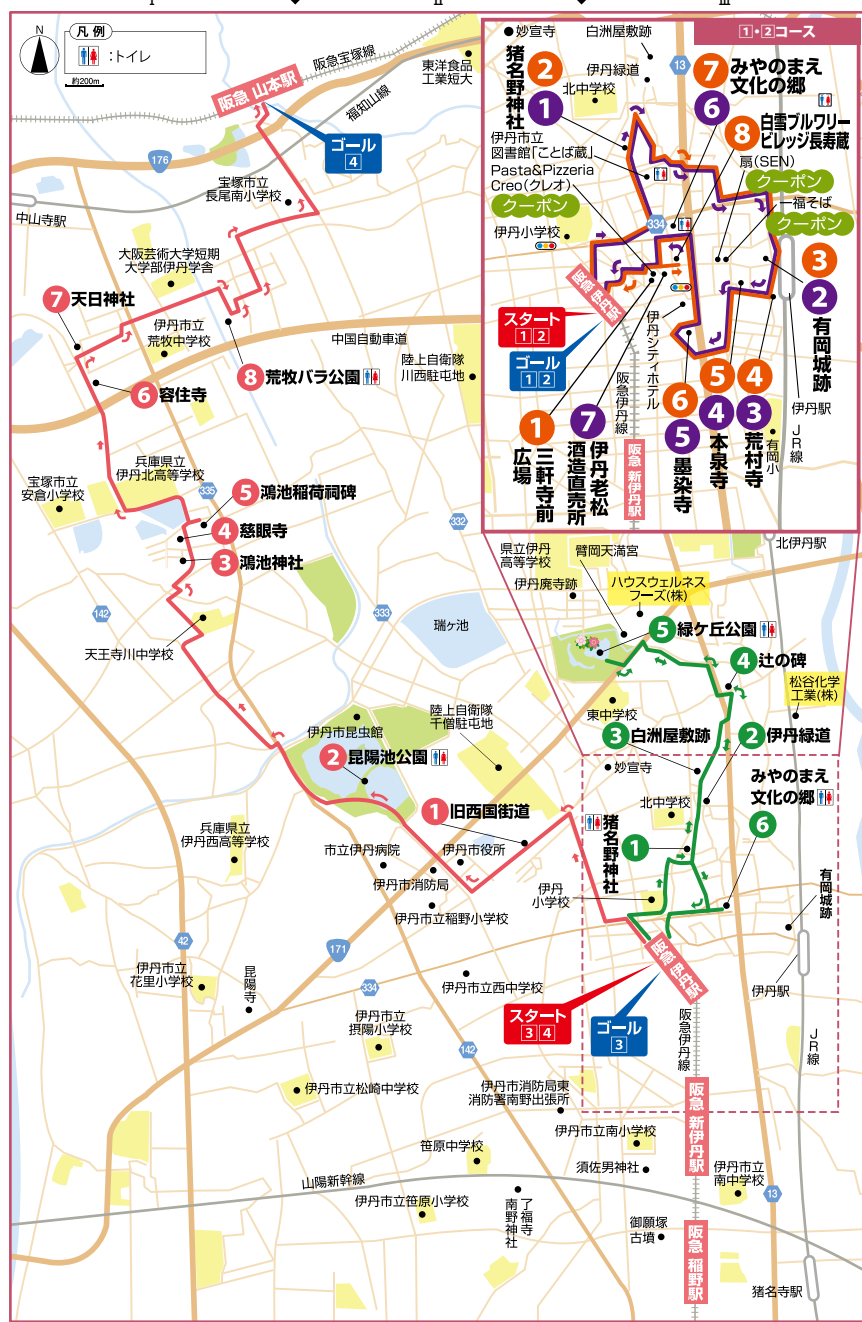 凡例
:トイレ
約200m
阪急宝塚線
東洋食品
工業短大
阪急 山本駅
福知山線
ゴール
4
176
宝塚市立
長尾南小学校
中山寺駅
大阪芸術大学短期
大学部伊丹学舎
7 天日神社
伊丹市立
荒牧中学校
中国自動車道
陸上自衛隊
川西駐屯地
6 容住寺
8 荒牧バラ公園
兵庫県立
伊丹北高等学校
宝塚市立
安倉小学校
335
5 鴻池稲荷祠碑
4 慈眼寺
3 鴻池神社
332
142
333
天王寺川中学校
瑞ヶ池
1・2コース
妙宣寺
白洲屋敷跡
猪名野神社
2
1
伊丹緑道
北中学校
13
7
6
みやのまえ
文化の郷
8 白雪ブルワリー
ビレッジ長寿蔵
伊丹市立
図書館「ことば蔵」
Pasta&Pizzeria
Creo(クレオ)
クーポン
扇(SEN)
クーポン
一福そば
クーポン
334
伊丹小学校
阪急 伊丹駅
スタート
1 2
ゴール
1 2
伊丹シティホテル
阪急伊丹線
阪急 新伊丹駅
3
2
有岡城跡
1
三軒寺前
広場
7
伊丹老松
酒造直売所
6
5
墨染寺
5
4
本泉寺
4
3
荒村寺
有岡小
伊丹駅
JR線
北伊丹駅
県立伊丹
高等学校
臂岡天満宮
伊丹廃寺跡
ハウスウェルネス
フーズ(株)
5 緑ケ丘公園
4 辻の碑
松谷化学
工業(株)
東中学校
3 白洲屋敷跡
2 伊丹緑道
妙宣寺
みやのまえ
文化の郷
6
北中学校
猪名野神社
1
伊丹
小学校
有岡城跡
伊丹駅
JR線
陸上自衛隊
千僧駐屯地
伊丹市昆虫館
2 昆陽池公園
1 旧西国街道
兵庫県立
伊丹西高等学校
市立伊丹病院
伊丹市役所
伊丹市消防局
伊丹市立稲野小学校
42
171
伊丹市立
花里小学校
昆陽寺
334
伊丹市立西中学校
阪急 伊丹駅
スタート
3 4
ゴール
3
阪急伊丹線
伊丹市立
摂陽小学校
142
伊丹市立松崎中学校
伊丹市消防局東
消防署南野出張所
阪急 新伊丹駅
伊丹市立南小学校
笹原中学校
須佐男神社
伊丹市立
南中学校
13
山陽新幹線
伊丹市立笹原小学校
了福寺
南野神社
御願塚
古墳
阪急 稲野駅
猪名寺駅